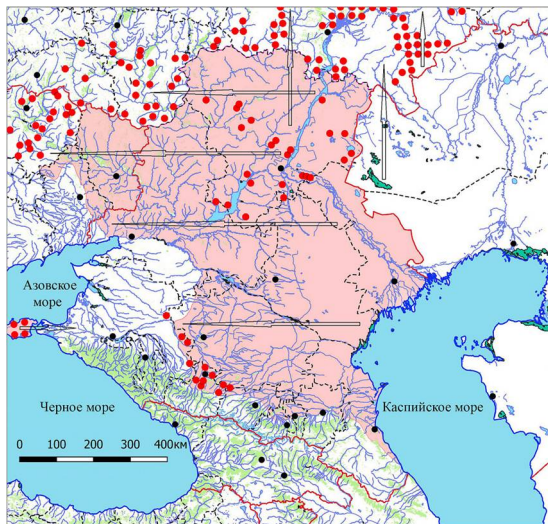 Азовское
море
Черное море
Каспийское море
0 100 200 300 400км